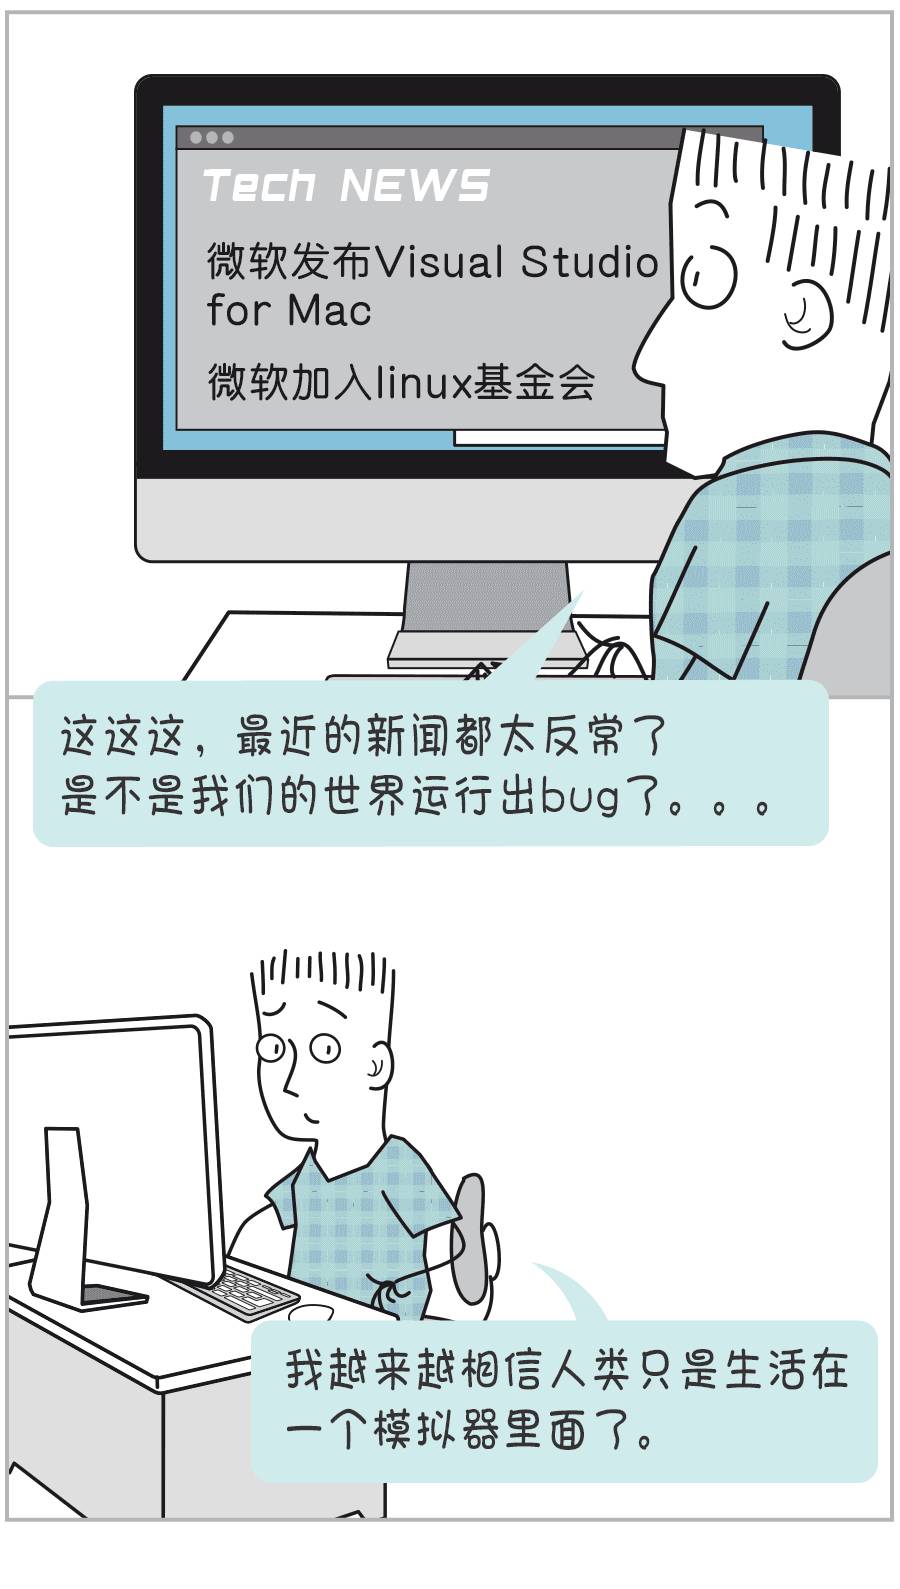 Tech NEWS
微软发布Visual Studio
for Mac
微软加入linux基金会
这这这，最近的新闻都太反常了
是不是我们的世界运行出bug了。。。
我越来越相信人类只是生活在
一个模拟器里面了。